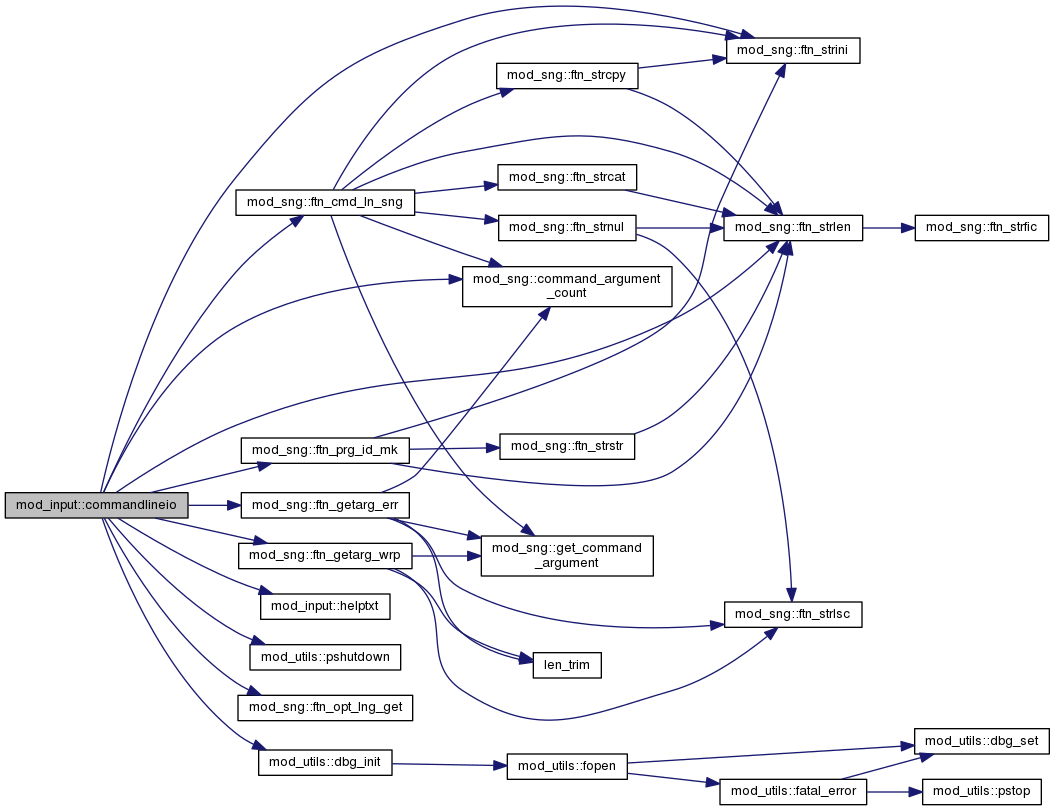 mod_sng::ftn_strini
mod_sng::ftn_strcpy
mod_sng::ftn_strcat
mod_sng::ftn_cmd_ln_sng
mod_sng::ftn_strnul
mod_sng::ftn_strlen
mod_sng::ftn_strfic
mod_sng::command_argument
_count
mod_sng::ftn_prg_id_mk
mod_sng::ftn_strstr
mod_input::commandlineio
mod_sng::ftn_getarg_err
mod_sng::ftn_getarg_wrp
mod_sng::get_command
_argument
mod_input::helptxt
mod_sng::ftn_strlsc
mod_utils::pshutdown
len_trim
mod_sng::ftn_opt_lng_get
mod_utils::dbg_init
mod_utils::fopen
mod_utils::dbg_set
mod_utils::fatal_error
mod_utils::pstop